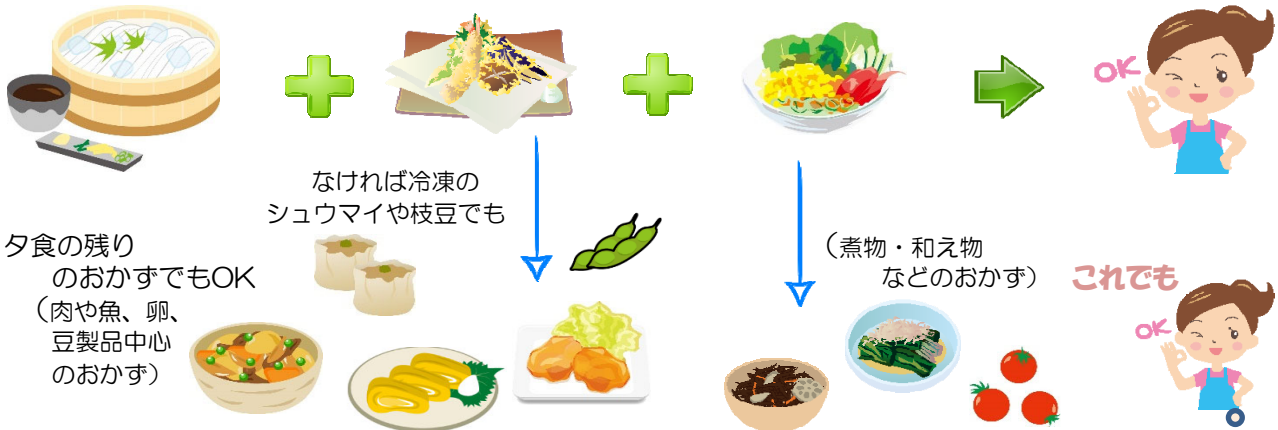 OK
なければ冷凍の
シュウマイや枝豆でも
夕食の残り
のおかずでもOK
（肉や魚、卵、
豆製品中心
のおかず）
（煮物・和え物
などのおかず）
これでも
OK